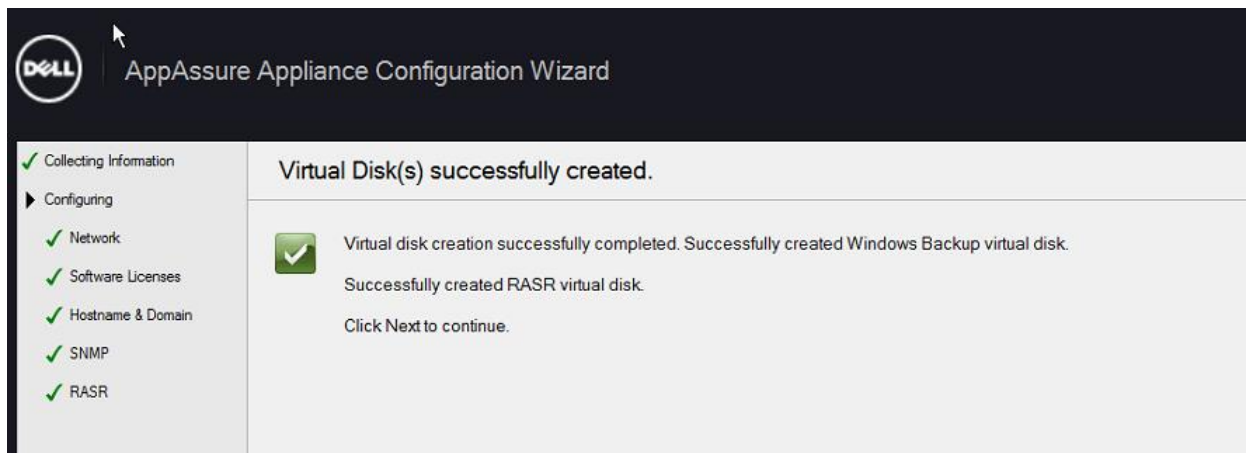 DELL
AppAssure Appliance Configuration Wizard
Collecting Information
Configuring
Network
Software Licenses
Hostname & Domain
SNMP
RASR
Virtual Disk(s) successfully created.
Virtual disk creation successfully completed. Successfully created Windows Backup virtual disk.
Successfully created RASR virtual disk.
Click Next to continue.